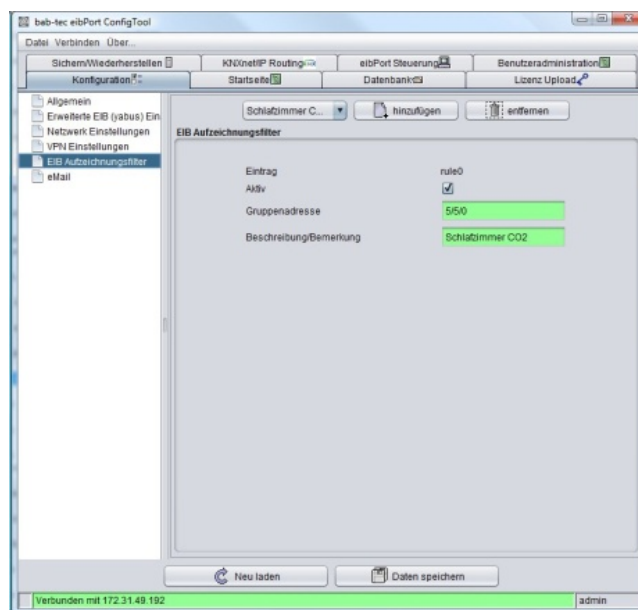 bab-tec eibPort ConfigTool
Datei Verbinden Über...
Sichern/Wiederherstellen KNXnet/IP Routing eibPort Steuerung Benutzeradministration
Konfiguration Startseite Datenbank Lizenz Upload
Allgemein
Erweiterte EIB (yabus) Ein
Netzwerk Einstellungen
VPN Einstellungen
EIB Aufzeichnungsfilter
eMail
Schlafzimmer C... hinzufügen entfernen
EIB Aufzeichnungsfilter
Eintrag rule0
Aktiv
Gruppenadresse 5/5/0
Beschreibung/Bemerkung Schlafzimmer CO2
Neu laden Daten speichern
Verbunden mit 172.31.49.192 admin